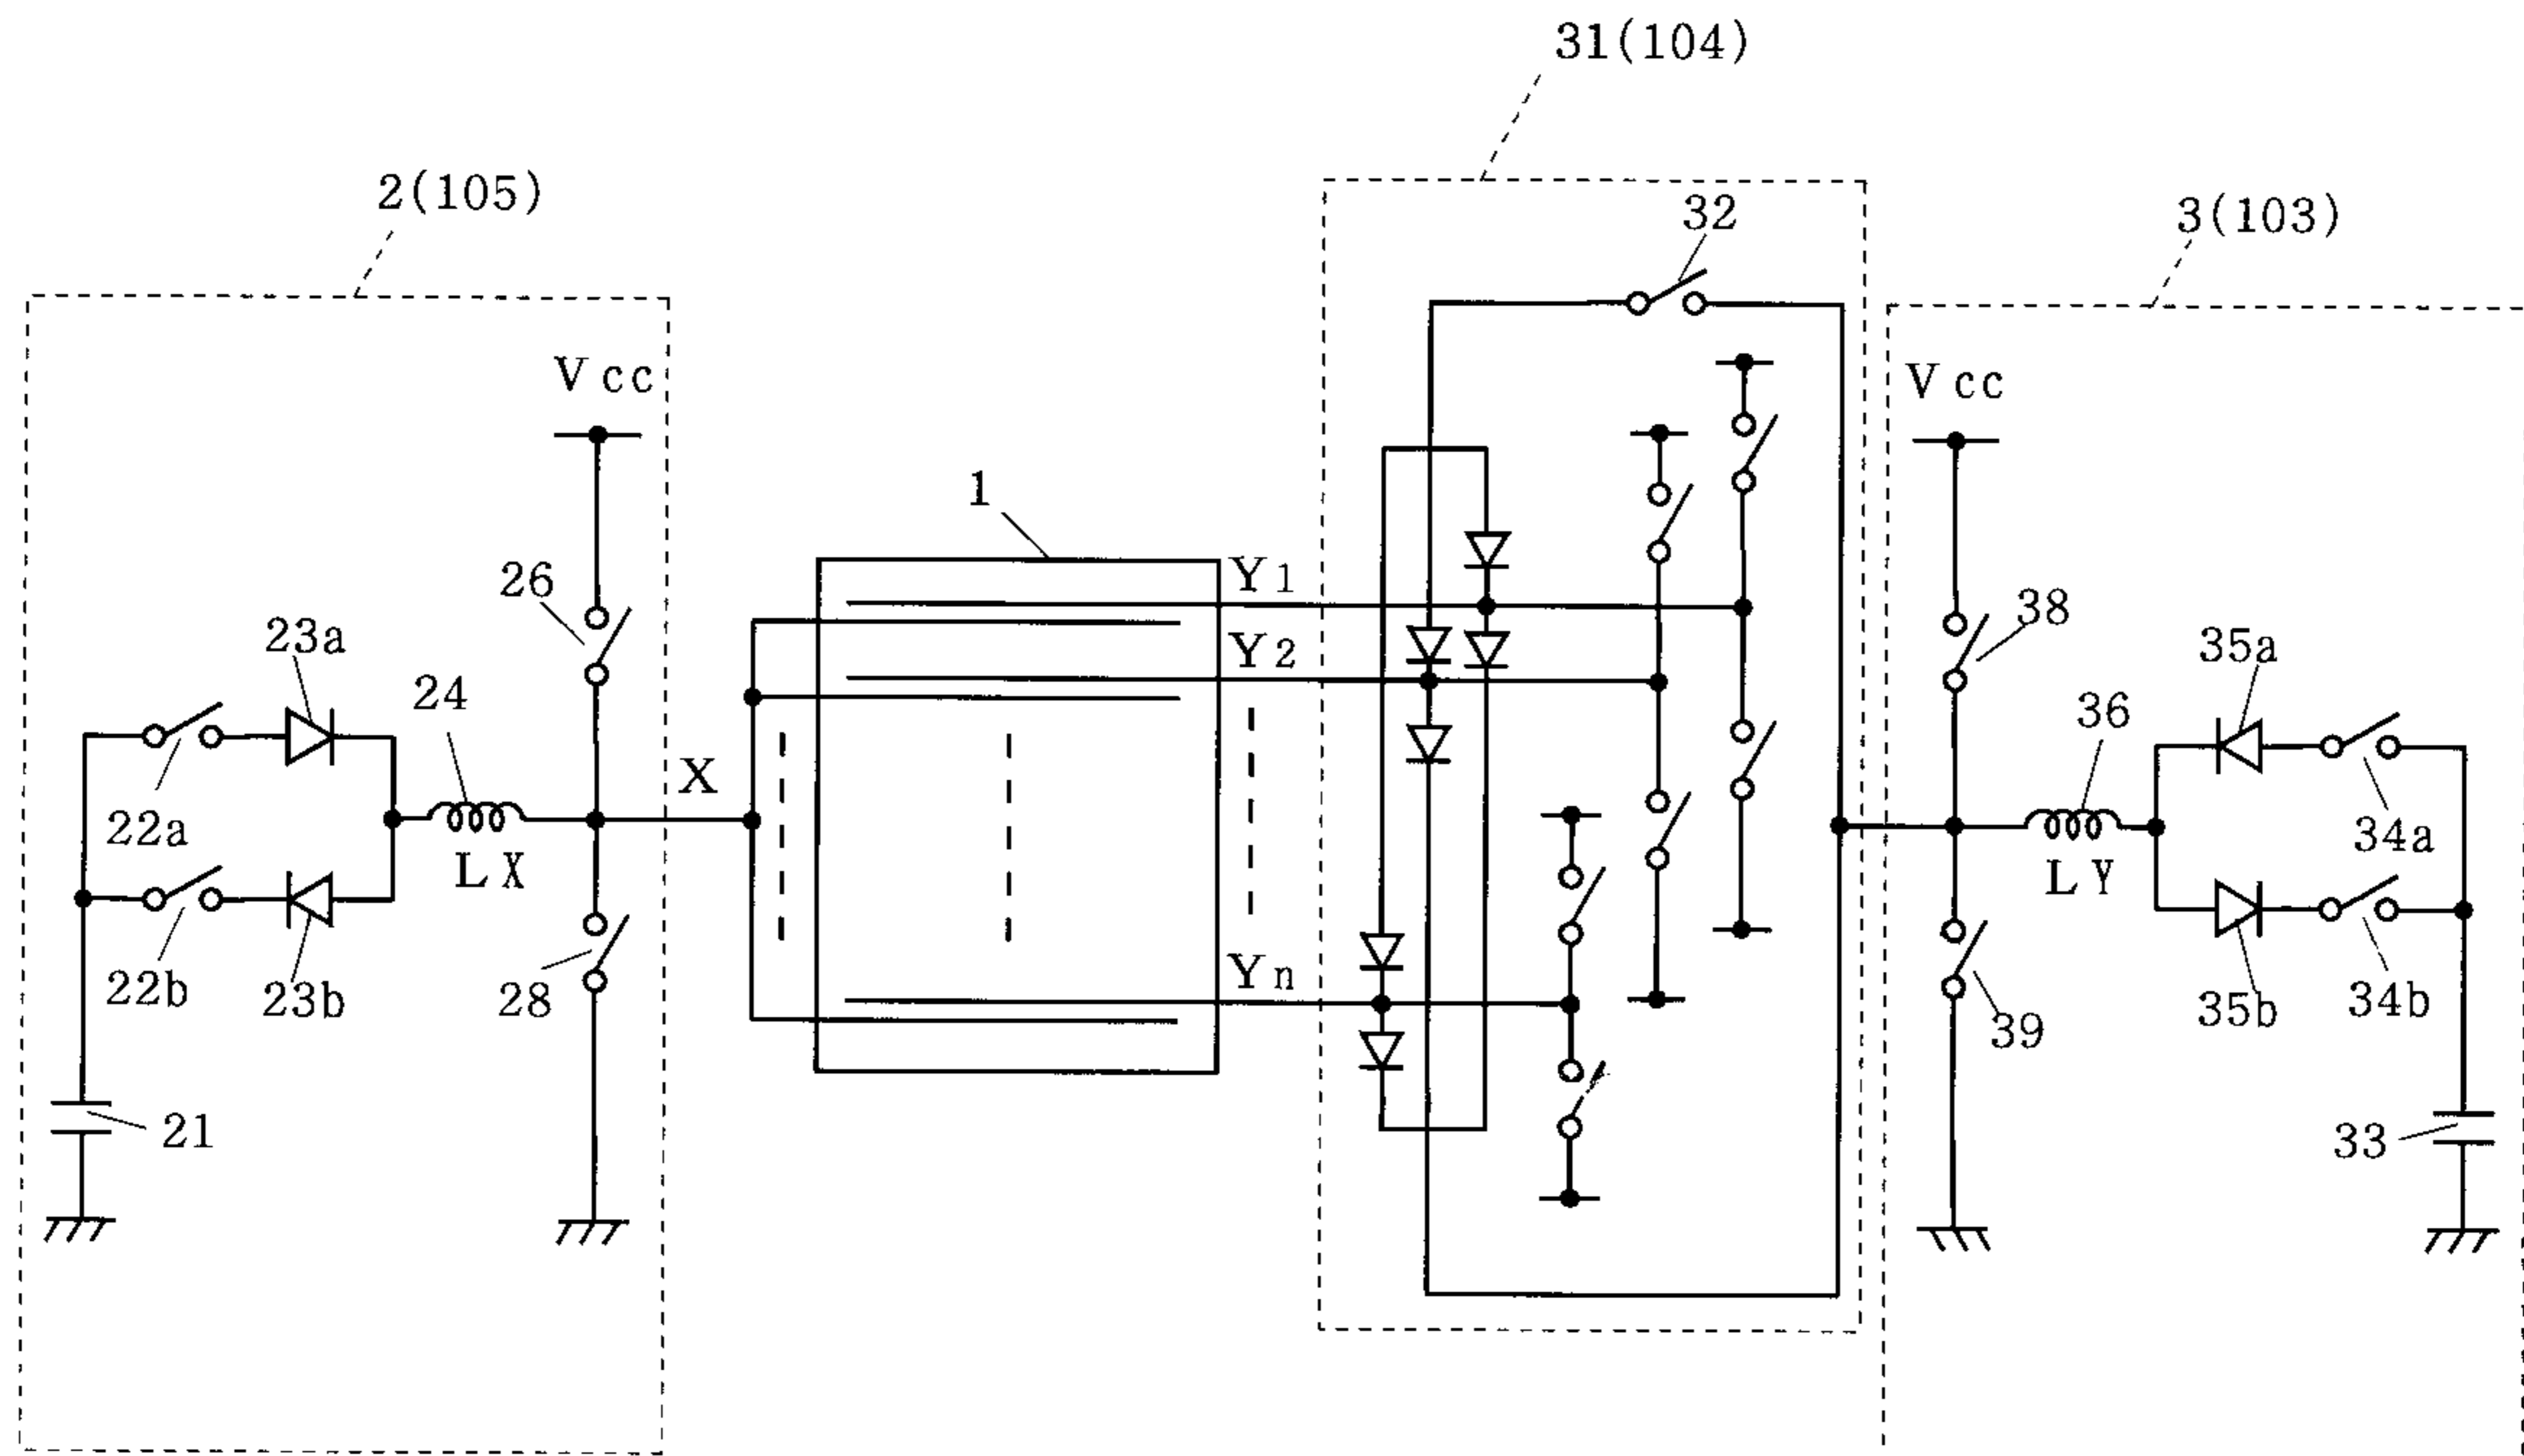 31(104)
2(105)
32
3(103)
Vcc
Vcc
1
26
Y1
38
23a
Y2
35a
24
36
X
22a
34a
LX
LY
22b
23b
28
Yn
35b
34b
39
21
33